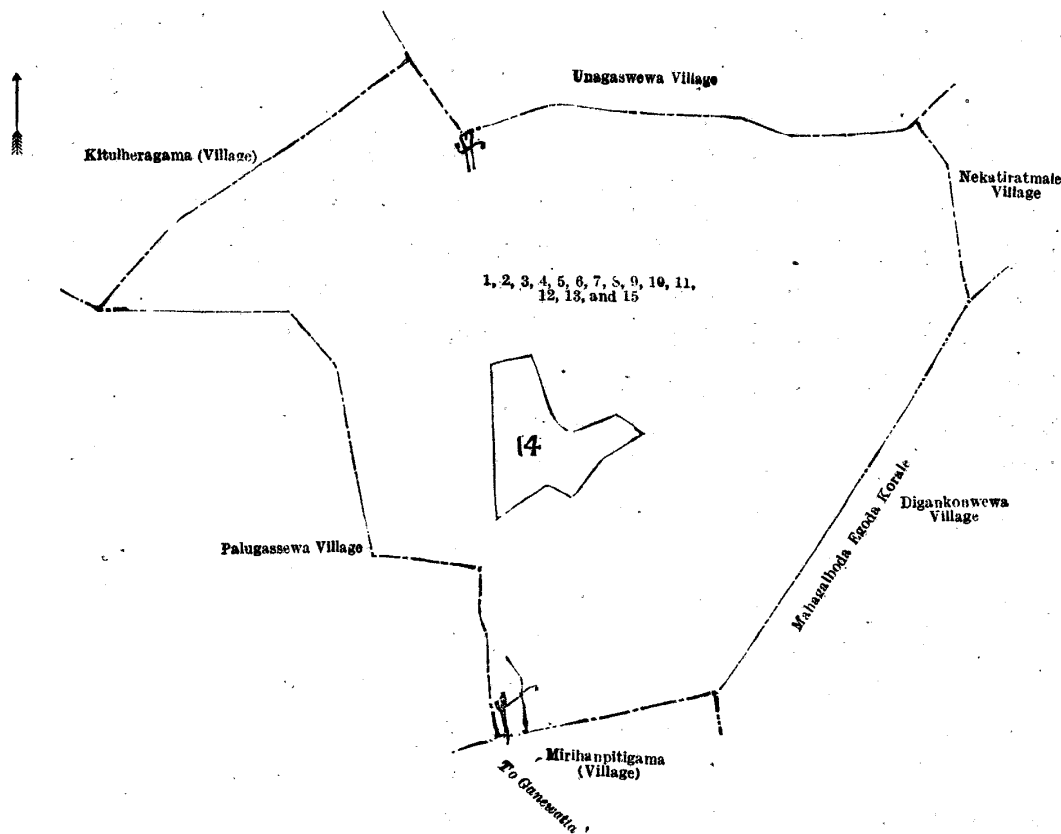 Unagaswewa Village
Kitulheragama (Village)
Nekatiratmale
Village
1, 2, 3, 4, 5, 6, 7, 8, 9, 10, 11,
12, 13, and 15
14
Mahagalboda Egoda Korale
Digankonwewa
Village
Palugassewa Village
Mirihanpitigama
(Village)
To Ganewatta